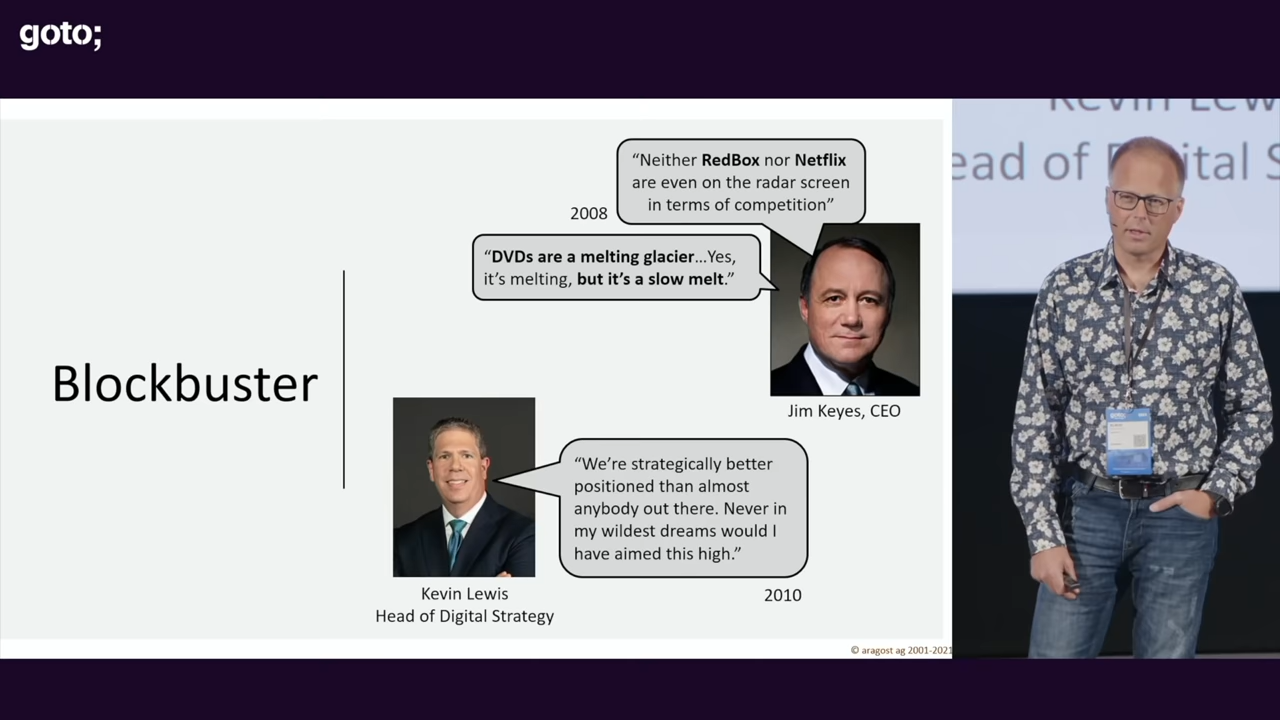 goto;
“Neither RedBox nor Netflix
are even on the radar screen
in terms of competition”
2008
“DVDs are a melting glacier...Yes,
it’s melting, but it’s a slow melt.”
Blockbuster
Jim Keyes, CEO
“We’re strategically better
positioned than almost
anybody out there. Never in
my wildest dreams would I
have aimed this high.”
Kevin Lewis
Head of Digital Strategy
2010
© aragost ag 2001-2021
Kevin Lew
ead of Digital S
goto;